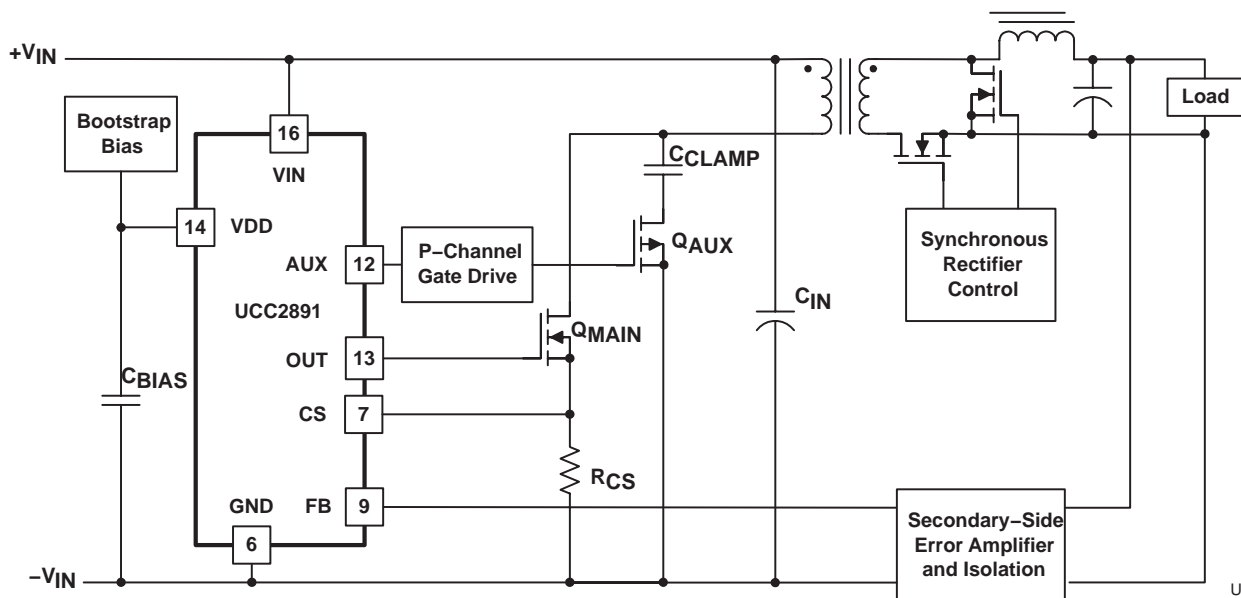 +VIN
Bootstrap
Bias
16
VIN
14
VDD
AUX
12
P–Channel
Gate Drive
UCC2891
OUT
13
CS
7
FB
9
GND
6
CBIAS
–VIN
CCLAMP
QAUX
QMAIN
RCS
CIN
Load
Synchronous
Rectifier
Control
Secondary–Side
Error Amplifier
and Isolation
U